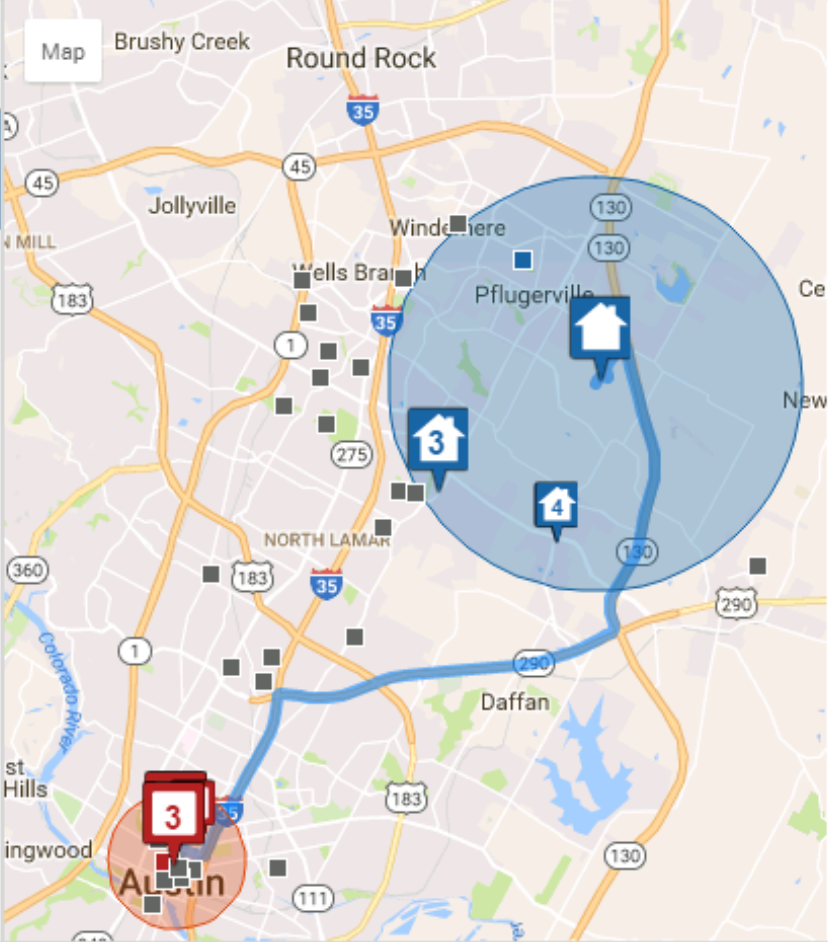 Map
Brushy Creek
Round Rock
35
A
45
45
Jollyville
130
N MILL
Windemere
130
Wells Branch
183
Pflugerville
Ce
35
1
New
3
275
4
NORTH LAMAR
130
360
183
35
290
1
Colorado River
290
Daffan
st
Hills
183
3
35
ingwood
130
Austin
111